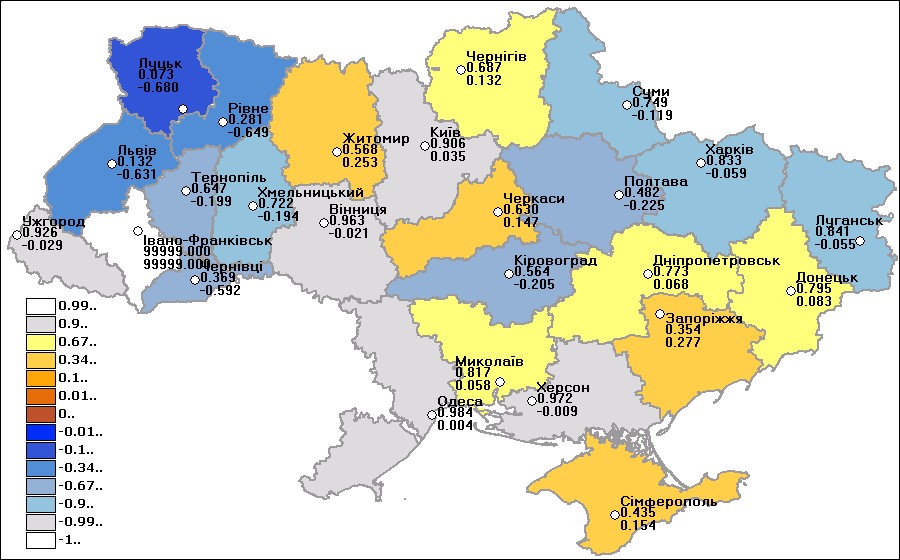 Чернігів
0.687
0.132
Луцьк
0.073
-0.680
Суми
0.749
-0.119
Рівне
0.281
-0.649
Житомир
0.568
0.253
Київ
0.906
0.035
Львів
0.132
-0.631
Харків
0.833
-0.059
Тернопіль
0.647
-0.199
Хмельницький
0.722
-0.194
Полтава
0.482
-0.225
Черкаси
0.630
0.147
Вінниця
0.963
-0.021
Ужгород
0.926
-0.029
Луганськ
0.841
-0.055
Івано-Франківськ
99999.000
99999.000
Чернівці
0.369
-0.592
Кіровоград
0.564
-0.205
Дніпропетровськ
0.773
0.068
Донецьк
0.795
0.083
Запоріжжя
0.354
0.277
Миколаїв
0.817
0.058
Херсон
0.972
-0.009
Одеса
0.984
0.004
Сімферополь
0.435
0.154
0.99..
0.9..
0.67..
0.34..
0.1..
0.01..
0..
-0.01..
-0.1..
-0.34..
-0.67..
-0.9..
-0.99..
-1..